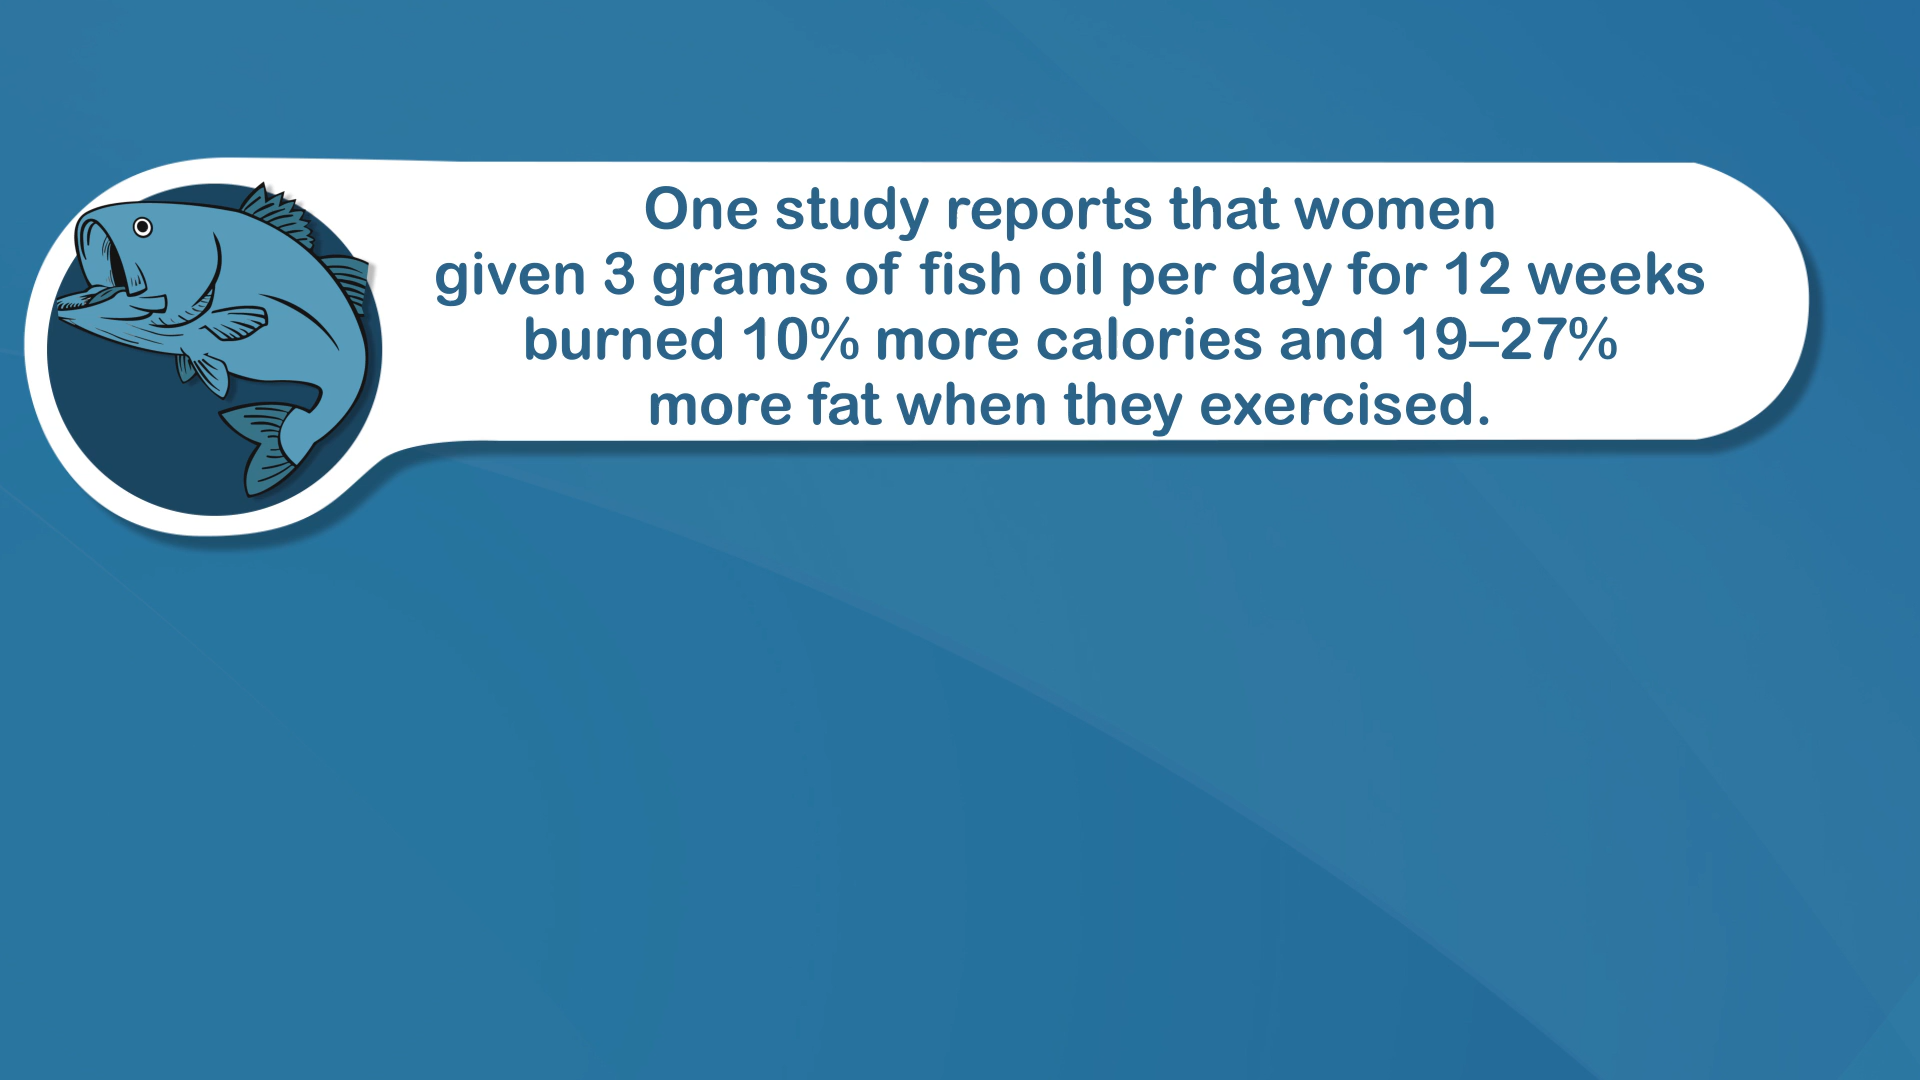 One study reports that women
given 3 grams of fish oil per day for 12 weeks
burned 10% more calories and 19–27%
more fat when they exercised.